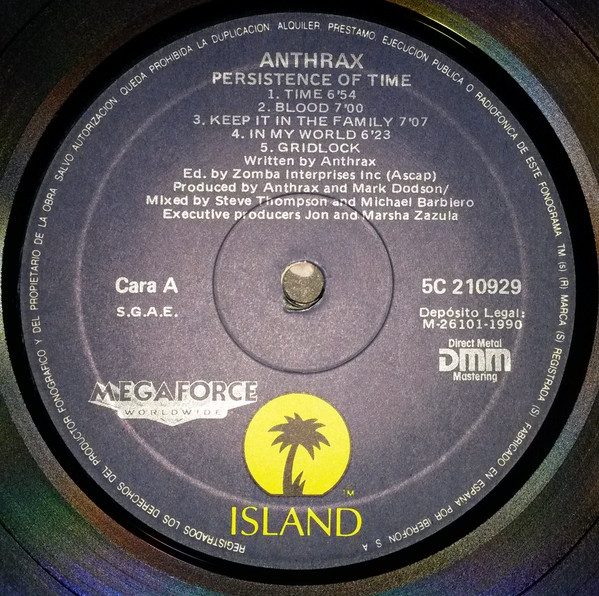 ANTHRAX
PERSISTENCE OF TIME
1. TIME 6'54
2. BLOOD 7'00
3. KEEP IT IN THE FAMILY 7'07
4. IN MY WORLD 6'23
5. GRIDLOCK
Written by Anthrax
Ed. by Zomba Interprises Inc (Ascap)
Produced by Anthrax and Mark Dodson/
Mixed by Steve Thompson and Michael Barbiero
Executive producers Jon and Marsha Zazula
Cara A
S.G.A.E.
5C 210929
Depósito Legal:
M-26101-1990
Direct Metal
DMM
Mastering
MEGAFORCE
WORLDWIDE
TM
ISLAND
REGISTRADOS LOS DERECHOS DEL PRODUCTOR FONOGRAFICO Y DEL PROPIETARIO DE LA OBRA. SALVO AUTORIZACION, QUEDA PROHIBIDA LA DUPLICACION, ALQUILER, PRESTAMO, EJECUCION PUBLICA O RADIOFONICA DE ESTE FONOGRAMA. TM (S) (R) MARCA (S) REGISTRADA (S) FABRICADO EN ESPAÑA POR IBEROFON, S. A.